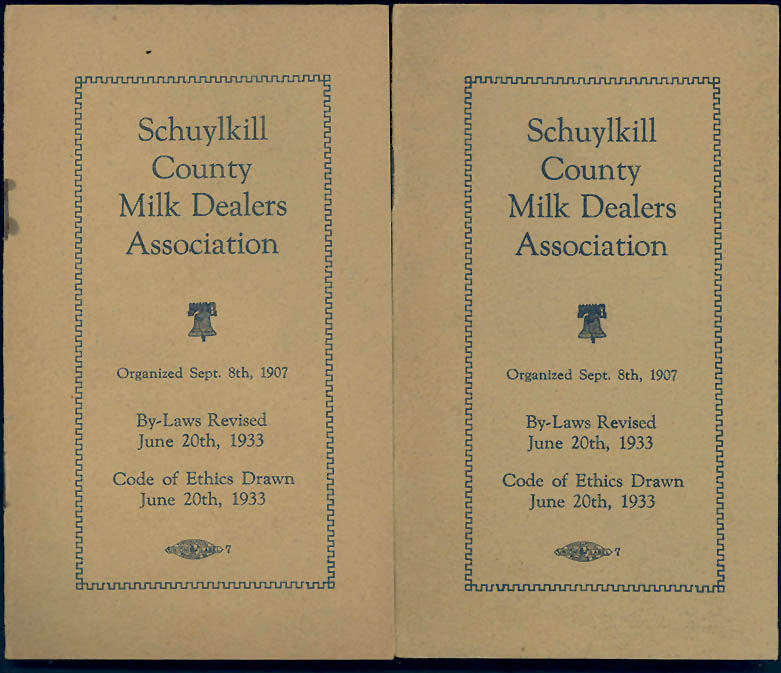 Schuylkill
County
Milk Dealers
Association
Organized Sept. 8th, 1907
By-Laws Revised
June 20th, 1933
Code of Ethics Drawn
June 20th, 1933
7
Schuylkill
County
Milk Dealers
Association
Organized Sept. 8th, 1907
By-Laws Revised
June 20th, 1933
Code of Ethics Drawn
June 20th, 1933
7